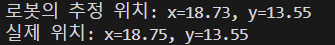 로봇의 추정 위치: x=18.73, y=13.55
실제 위치: x=18.75, y=13.55